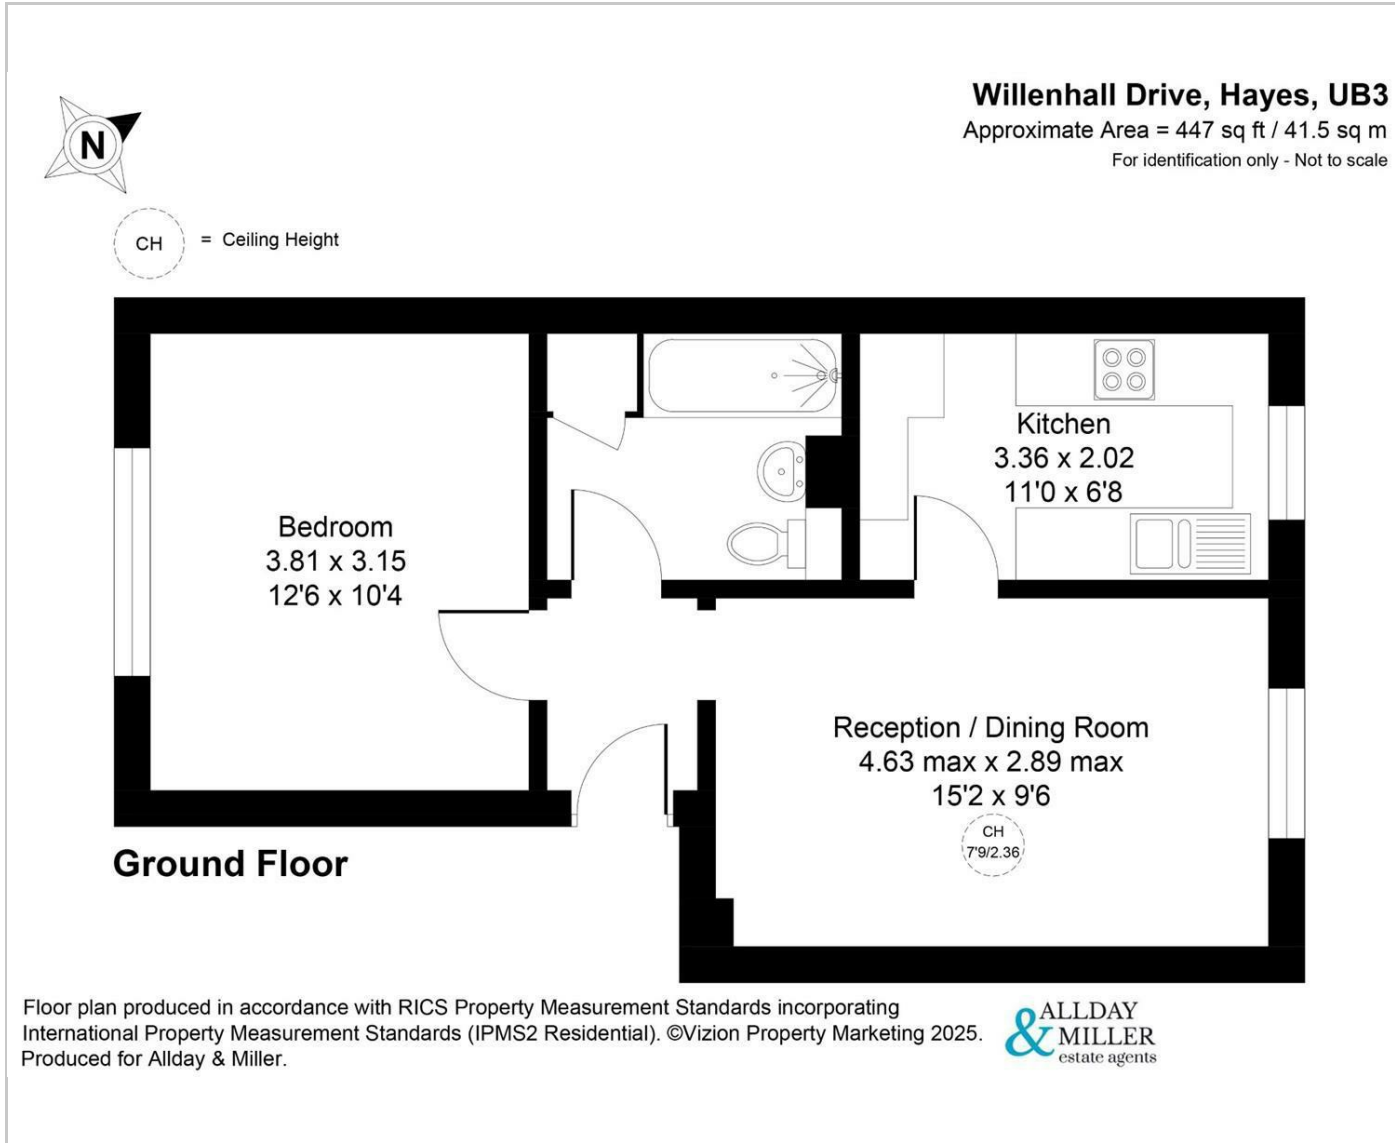 Willenhall Drive, Hayes, UB3
Approximate Area = 447 sq ft / 41.5 sq m
For identification only - Not to scale
N
CH = Ceiling Height
Kitchen
3.36 x 2.02
11'0 x 6'8
Bedroom
3.81 x 3.15
12'6 x 10'4
Reception / Dining Room
4.63 max x 2.89 max
15'2 x 9'6
CH
7'9/2.36
Ground Floor
Floor plan produced in accordance with RICS Property Measurement Standards incorporating
International Property Measurement Standards (IPMS2 Residential). ©Vizion Property Marketing 2025.
Produced for Allday & Miller.
ALLDAY
& MILLER
estate agents